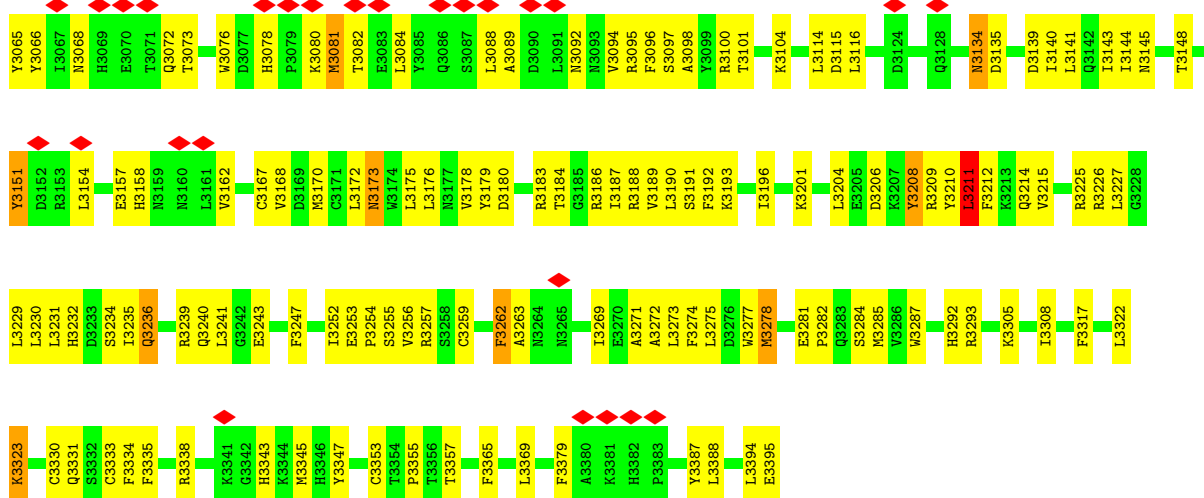 Y3065 Y3066 I3067 N3068 H3069 E3070 T3071 Q3072 T3073 W3076 D3077 H3078 P3079 K3080 M3081 T3082 E3083 L3084 Y3085 Q3086 S3087 L3088 A3089 D3090 L3091 N3092 N3093 V3094 R3095 F3096 S3097 A3098 Y3099 R3100 T3101 K3104 L3114 D3115 L3116 D3124 Q3128 N3134 D3135 D3139 I3140 L3141 Q3142 I3143 I3144 N3145 T3148
Y3151 D3152 R3153 L3154 E3157 H3158 N3159 N3160 L3161 V3162 C3167 V3168 D3169 M3170 C3171 L3172 N3173 W3174 L3175 L3176 N3177 V3178 Y3179 D3180 R3183 T3184 G3185 R3186 I3187 R3188 V3189 L3190 S3191 F3192 K3193 I3196 K3201 L3204 E3205 D3206 K3207 Y3208 R3209 Y3210 L3211 F3212 K3213 Q3214 V3215 R3225 R3226 L3227 G3228
L3229 L3230 L3231 H3232 D3233 S3234 I3235 Q3236 R3239 Q3240 L3241 G3242 E3243 F3247 I3252 E3253 P3254 S3255 V3256 R3257 S3258 C3259 F3262 A3263 N3264 N3265 I3269 E3270 A3271 A3272 L3273 F3274 L3275 D3276 W3277 M3278 E3281 P3282 Q3283 S3284 M3285 V3286 W3287 H3292 R3293 K3305 I3308 F3317 L3322
K3323 C3330 Q3331 S3332 C3333 F3334 F3335 R3338 K3341 G3342 H3343 K3344 M3345 H3346 Y3347 C3353 T3354 P3355 T3356 T3357 F3365 L3369 F3379 A3380 K3381 H3382 P3383 Y3387 L3388 L3394 E3395